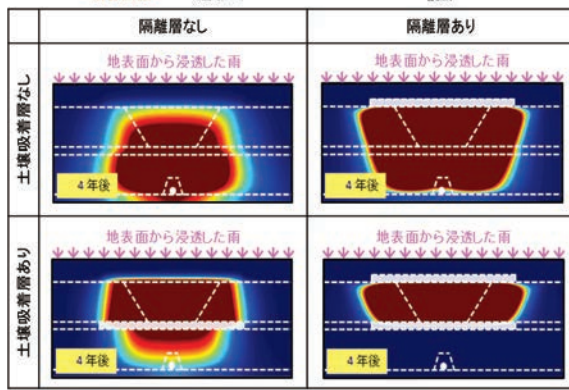 隔離層なし
隔離層あり
土壌吸着層なし
地表面から浸透した雨
4年後
地表面から浸透した雨
4年後
土壌吸着層あり
地表面から浸透した雨
4年後
地表面から浸透した雨
4年後